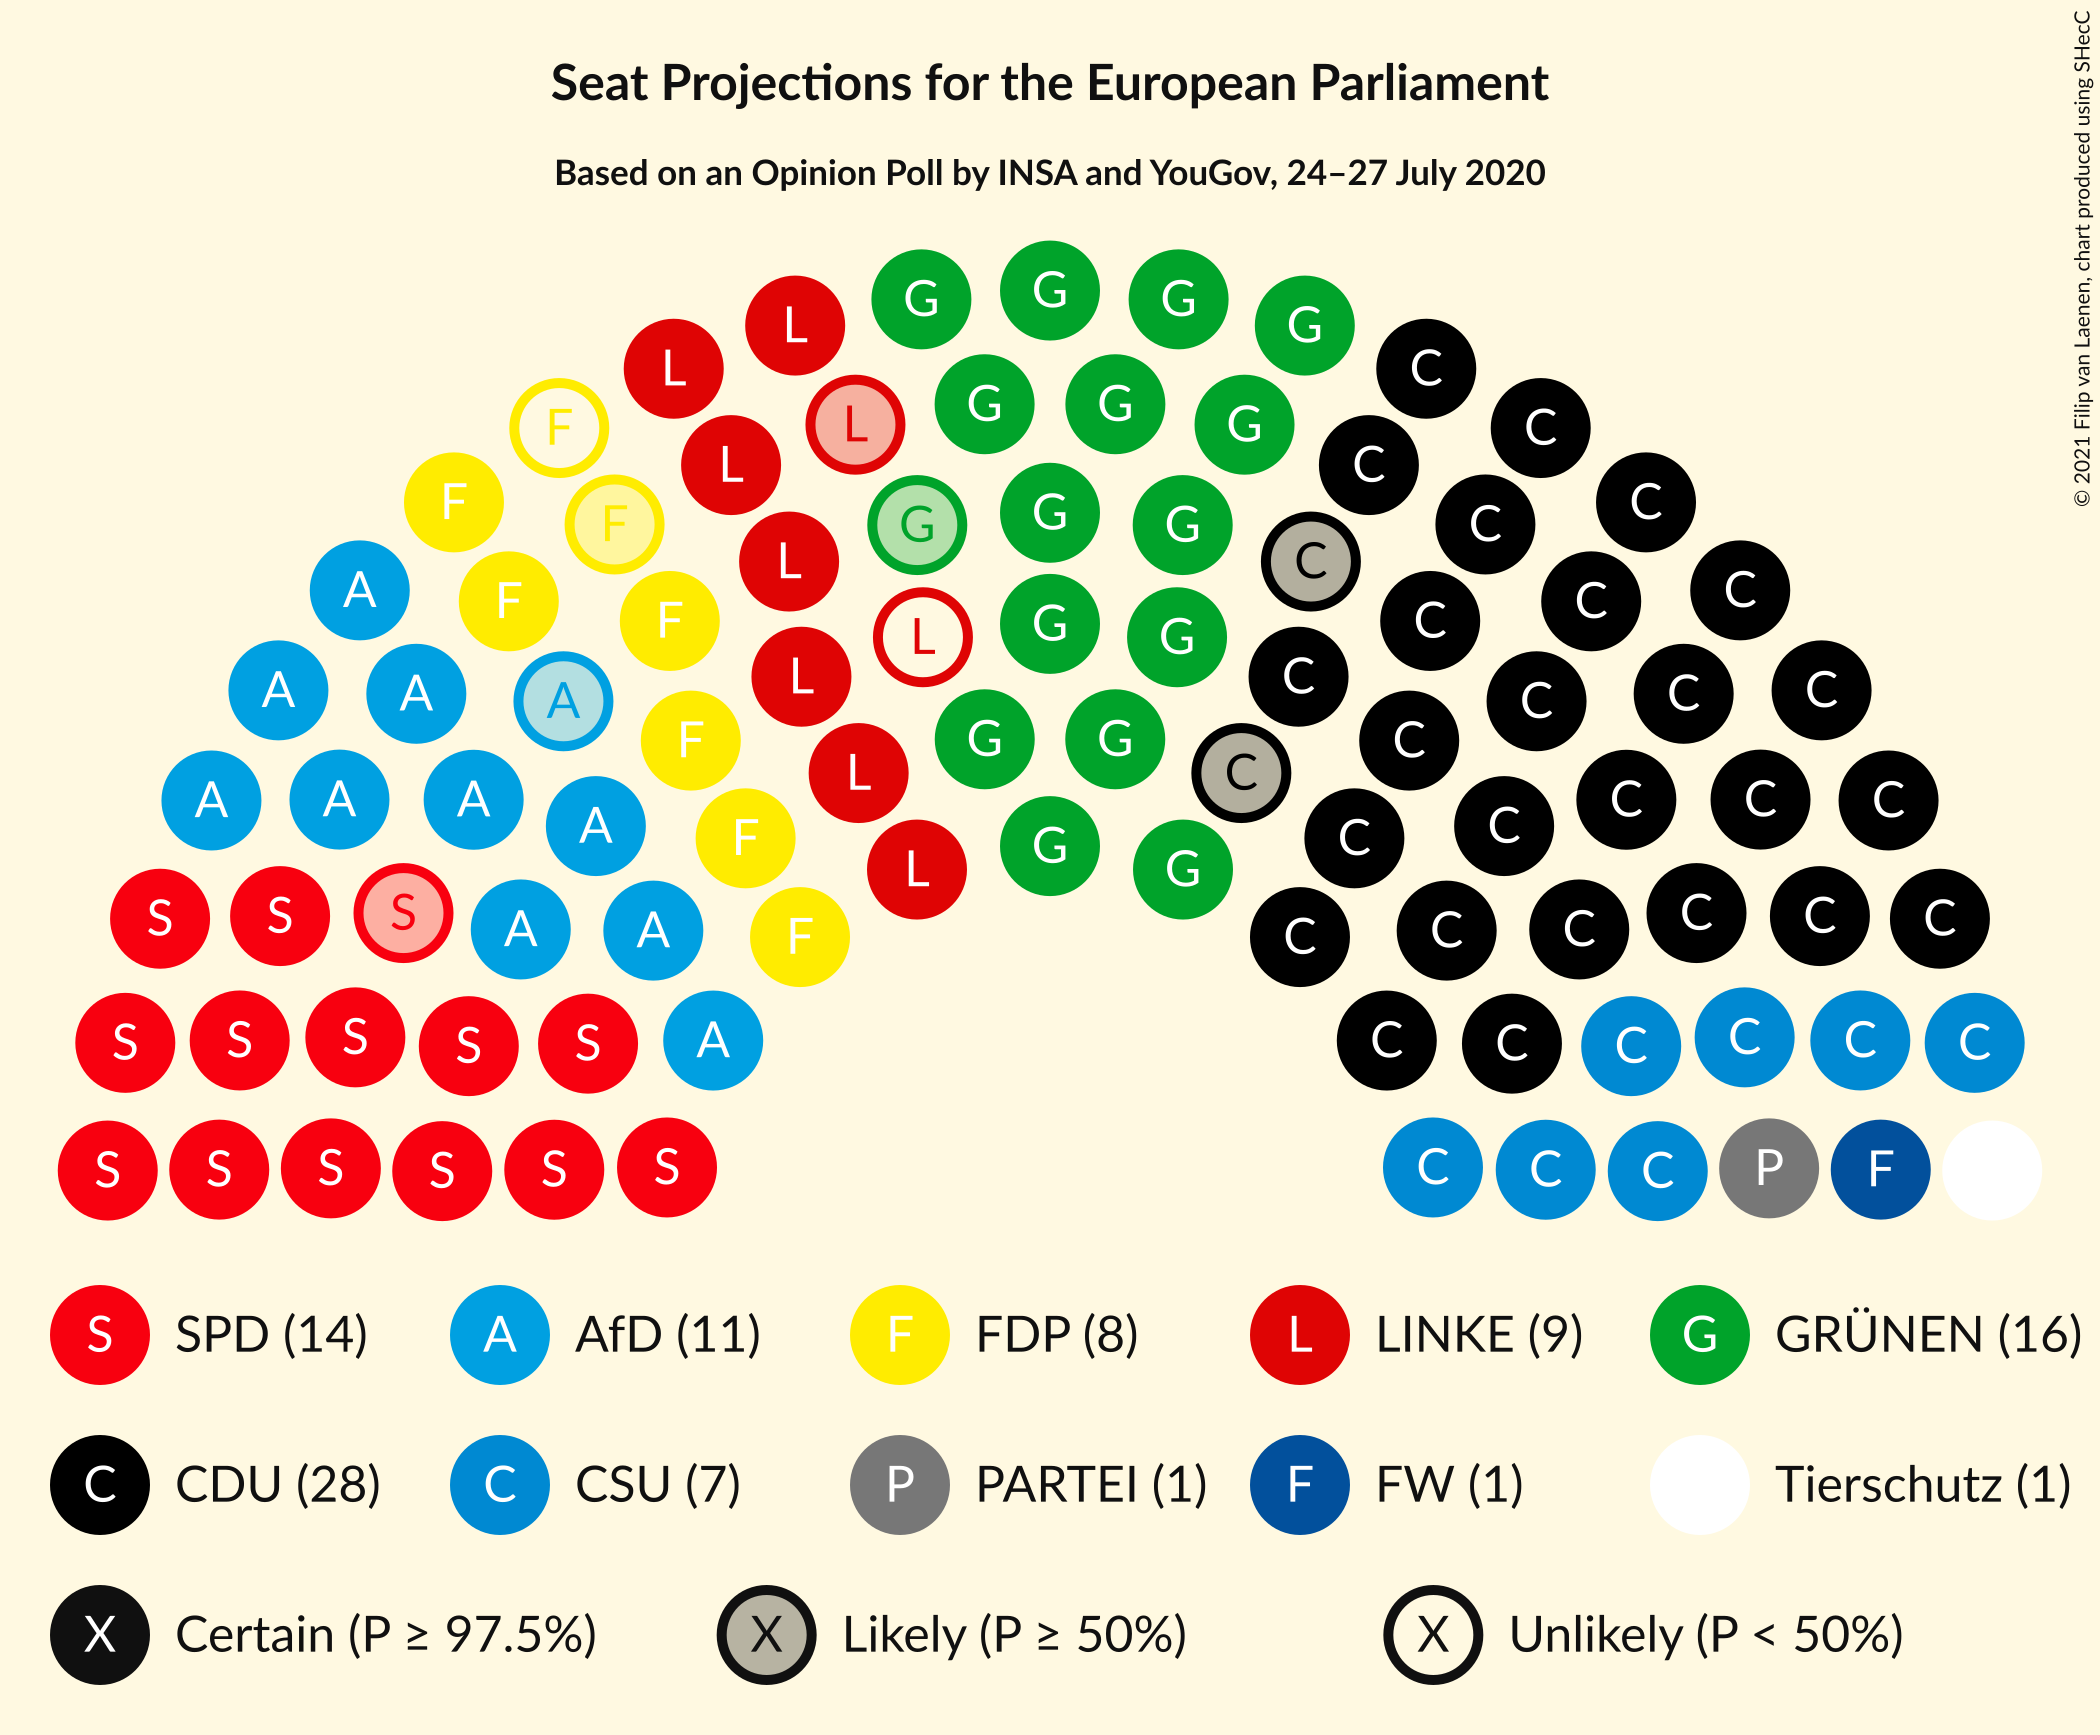 Seat Projections for the European Parliament
Based on an Opinion Poll by INSA and YouGov, 24–27 July 2020
© 2021 Filip van Laenen, chart produced using SHecC
G G G G
L L C C
F L G G G C
F F L C C C
L G G G C
A F F L G G C C C
A A A F L L G G C C C C C
A A A A F L G G C C C C C C C
F L G G C
S S S A A F C C C C C C
S S S S S A C C C C C C
S S S S S S C C C P F
S SPD (14) A AfD (11) F FDP (8) L LINKE (9) G GRÜNEN (16)
C CDU (28) C CSU (7) P PARTEI (1) F FW (1) Tierschutz (1)
X Certain (P ≥ 97.5%) X Likely (P ≥ 50%) X Unlikely (P < 50%)